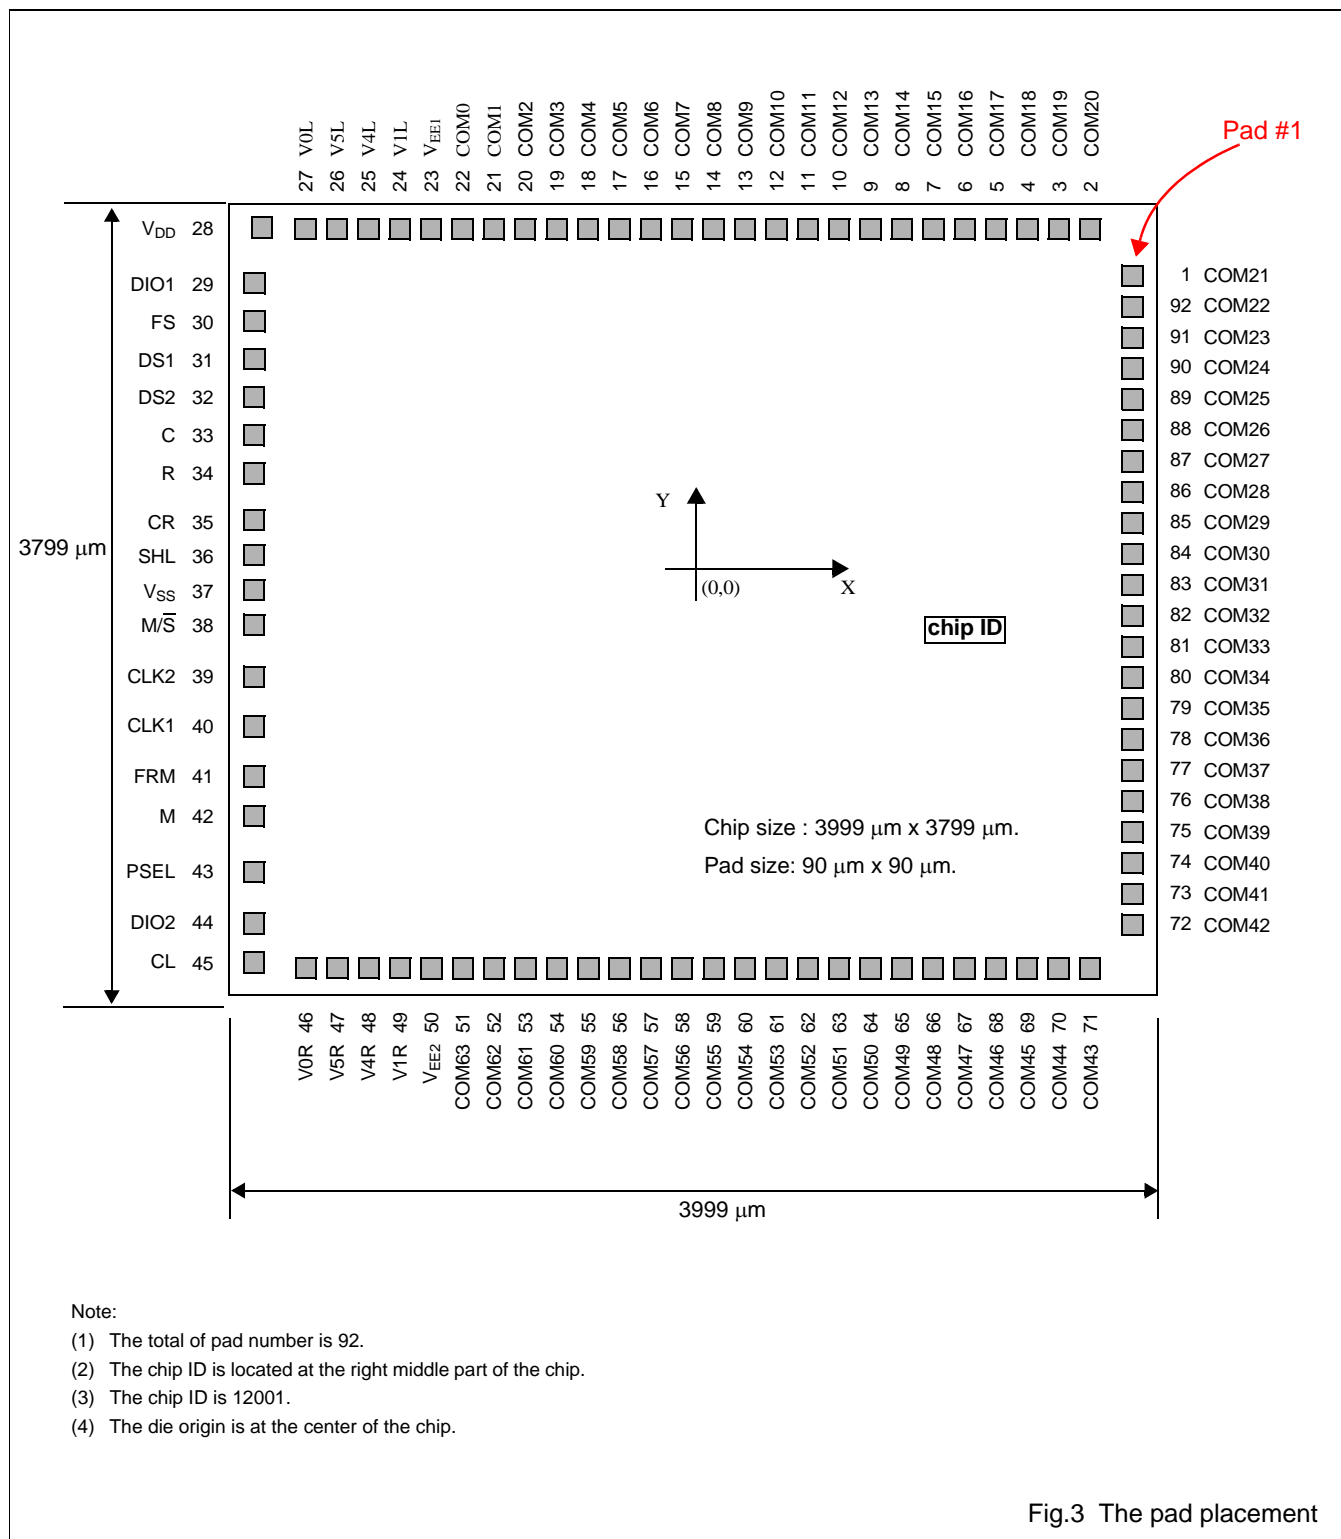 27 V0L
26 V5L
25 V4L
24 V1L
23 VEE1
22 COM0
21 COM1
20 COM2
19 COM3
18 COM4
17 COM5
16 COM6
15 COM7
14 COM8
13 COM9
12 COM10
11 COM11
10 COM12
9 COM13
8 COM14
7 COM15
6 COM16
5 COM17
4 COM18
3 COM19
2 COM20
Pad #1
VDD 28
DIO1 29
FS 30
DS1 31
DS2 32
C 33
R 34
CR 35
SHL 36
VSS 37
M/S̅ 38
CLK2 39
CLK1 40
FRM 41
M 42
PSEL 43
DIO2 44
CL 45
3799 μm
Y
(0,0)
X
chip ID
Chip size : 3999 μm x 3799 μm.
Pad size: 90 μm x 90 μm.
1 COM21
92 COM22
91 COM23
90 COM24
89 COM25
88 COM26
87 COM27
86 COM28
85 COM29
84 COM30
83 COM31
82 COM32
81 COM33
80 COM34
79 COM35
78 COM36
77 COM37
76 COM38
75 COM39
74 COM40
73 COM41
72 COM42
V0R 46
V5R 47
V4R 48
V1R 49
VEE2 50
COM63 51
COM62 52
COM61 53
COM60 54
COM59 55
COM58 56
COM57 57
COM56 58
COM55 59
COM54 60
COM53 61
COM52 62
COM51 63
COM50 64
COM49 65
COM48 66
COM47 67
COM46 68
COM45 69
COM44 70
COM43 71
3999 μm
Note:
(1) The total of pad number is 92.
(2) The chip ID is located at the right middle part of the chip.
(3) The chip ID is 12001.
(4) The die origin is at the center of the chip.
Fig.3 The pad placement